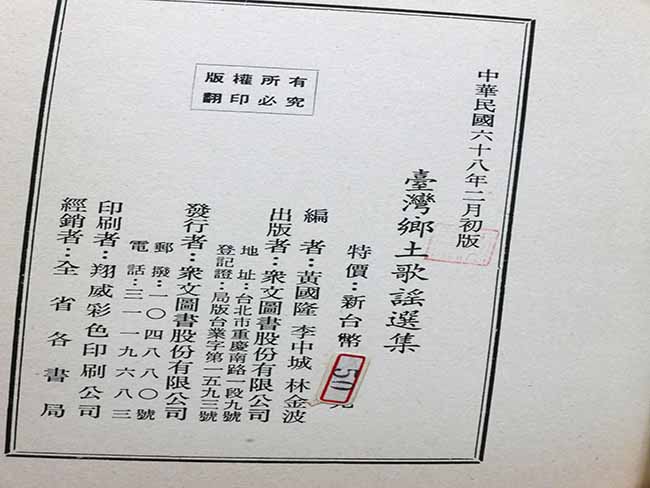 中華民國六十八年二月初版
臺灣鄉土歌謠選集
特價：新台幣50元
編者：黃國隆 李中城 林金波
出版者：衆文圖書股份有限公司
地址：台北市重慶南路一段九號
登記證：局版台業字第一五九三號
發行者：衆文圖書股份有限公司
郵撥：一〇四八八〇號
電話：三一一九六八三
印刷者：翔威彩色印刷公司
經銷者：全省各書局
版權所有
翻印必究